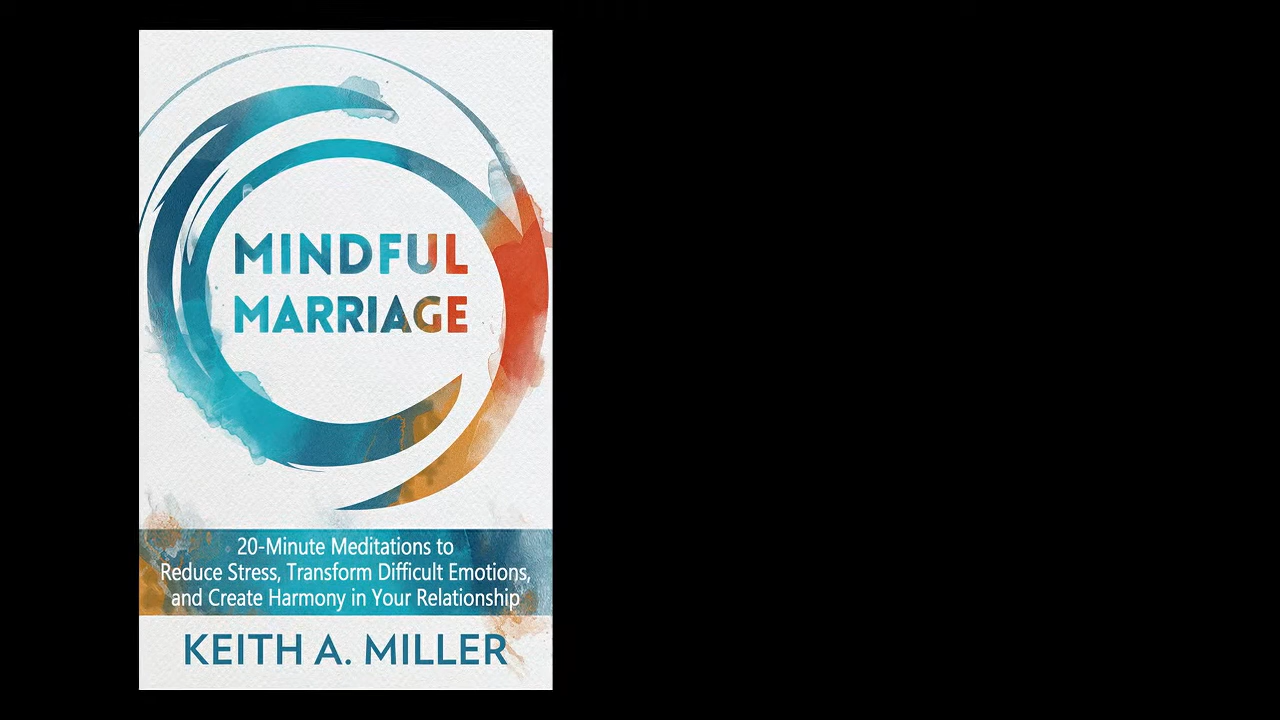 MINDFUL
MARRIAGE
20-Minute Meditations to
Reduce Stress, Transform Difficult Emotions,
and Create Harmony in Your Relationship
KEITH A. MILLER